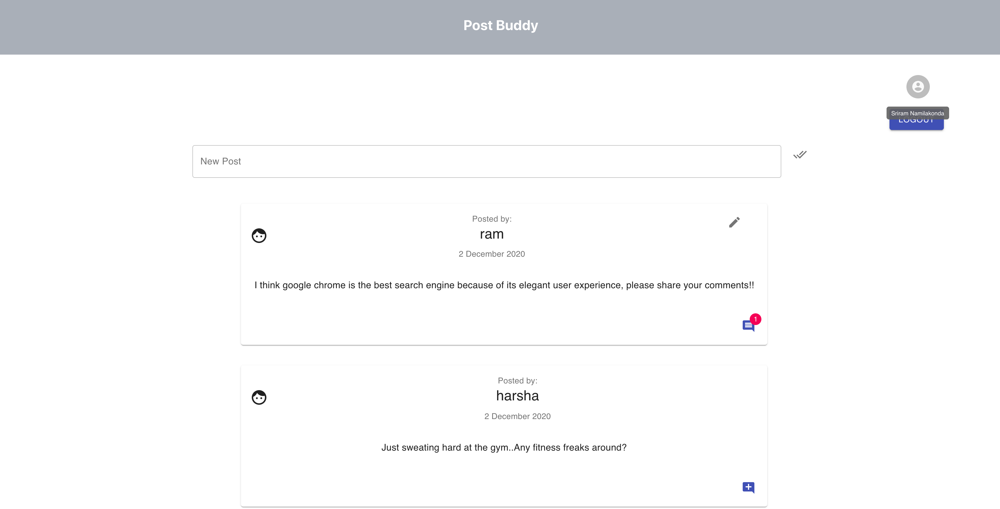 Post Buddy
Sriram Namilakonda
LOGOUT
New Post
Posted by:
ram
2 December 2020
I think google chrome is the best search engine because of its elegant user experience, please share your comments!!
1
Posted by:
harsha
2 December 2020
Just sweating hard at the gym..Any fitness freaks around?